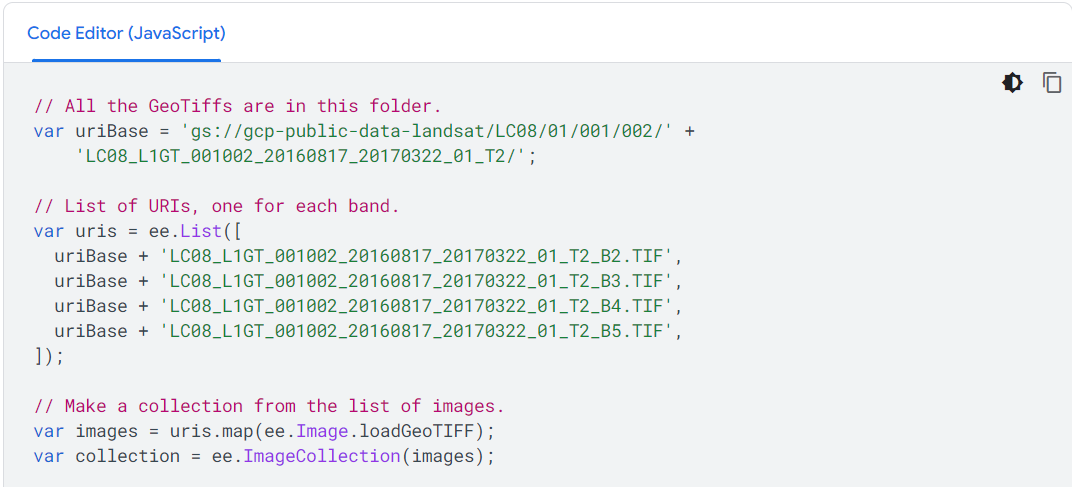 Code Editor (JavaScript)
// All the GeoTiffs are in this folder.
var uriBase = 'gs://gcp-public-data-landsat/LC08/01/001/002/' +
    'LC08_L1GT_001002_20160817_20170322_01_T2/';
// List of URIs, one for each band.
var uris = ee.List([
  uriBase + 'LC08_L1GT_001002_20160817_20170322_01_T2_B2.TIF',
  uriBase + 'LC08_L1GT_001002_20160817_20170322_01_T2_B3.TIF',
  uriBase + 'LC08_L1GT_001002_20160817_20170322_01_T2_B4.TIF',
  uriBase + 'LC08_L1GT_001002_20160817_20170322_01_T2_B5.TIF',
]);
// Make a collection from the list of images.
var images = uris.map(ee.Image.loadGeoTIFF);
var collection = ee.ImageCollection(images);